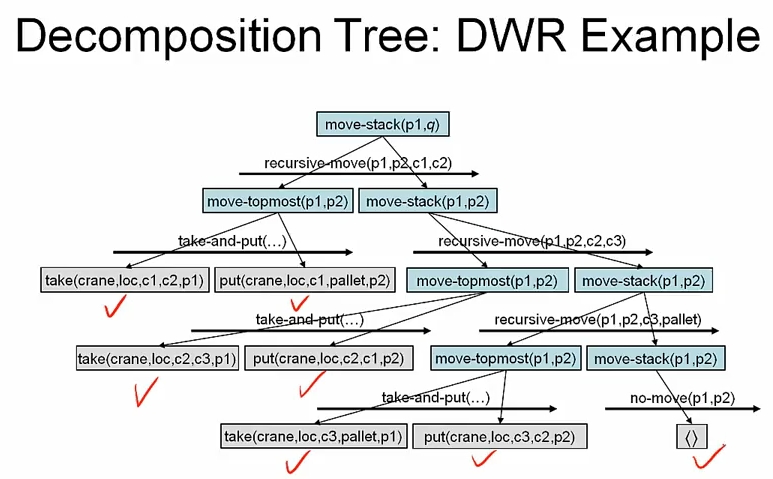 Decomposition Tree: DWR Example
move-stack(p1,q)
recursive-move(p1,p2,c1,c2)
move-topmost(p1,p2)
move-stack(p1,p2)
take-and-put(…)
recursive-move(p1,p2,c2,c3)
take(crane,loc,c1,c2,p1)
put(crane,loc,c1,pallet,p2)
move-topmost(p1,p2)
move-stack(p1,p2)
take-and-put(…)
recursive-move(p1,p2,c3,pallet)
take(crane,loc,c2,c3,p1)
put(crane,loc,c2,c1,p2)
move-topmost(p1,p2)
move-stack(p1,p2)
take-and-put(…)
no-move(p1,p2)
take(crane,loc,c3,pallet,p1)
put(crane,loc,c3,c2,p2)
⟨⟩